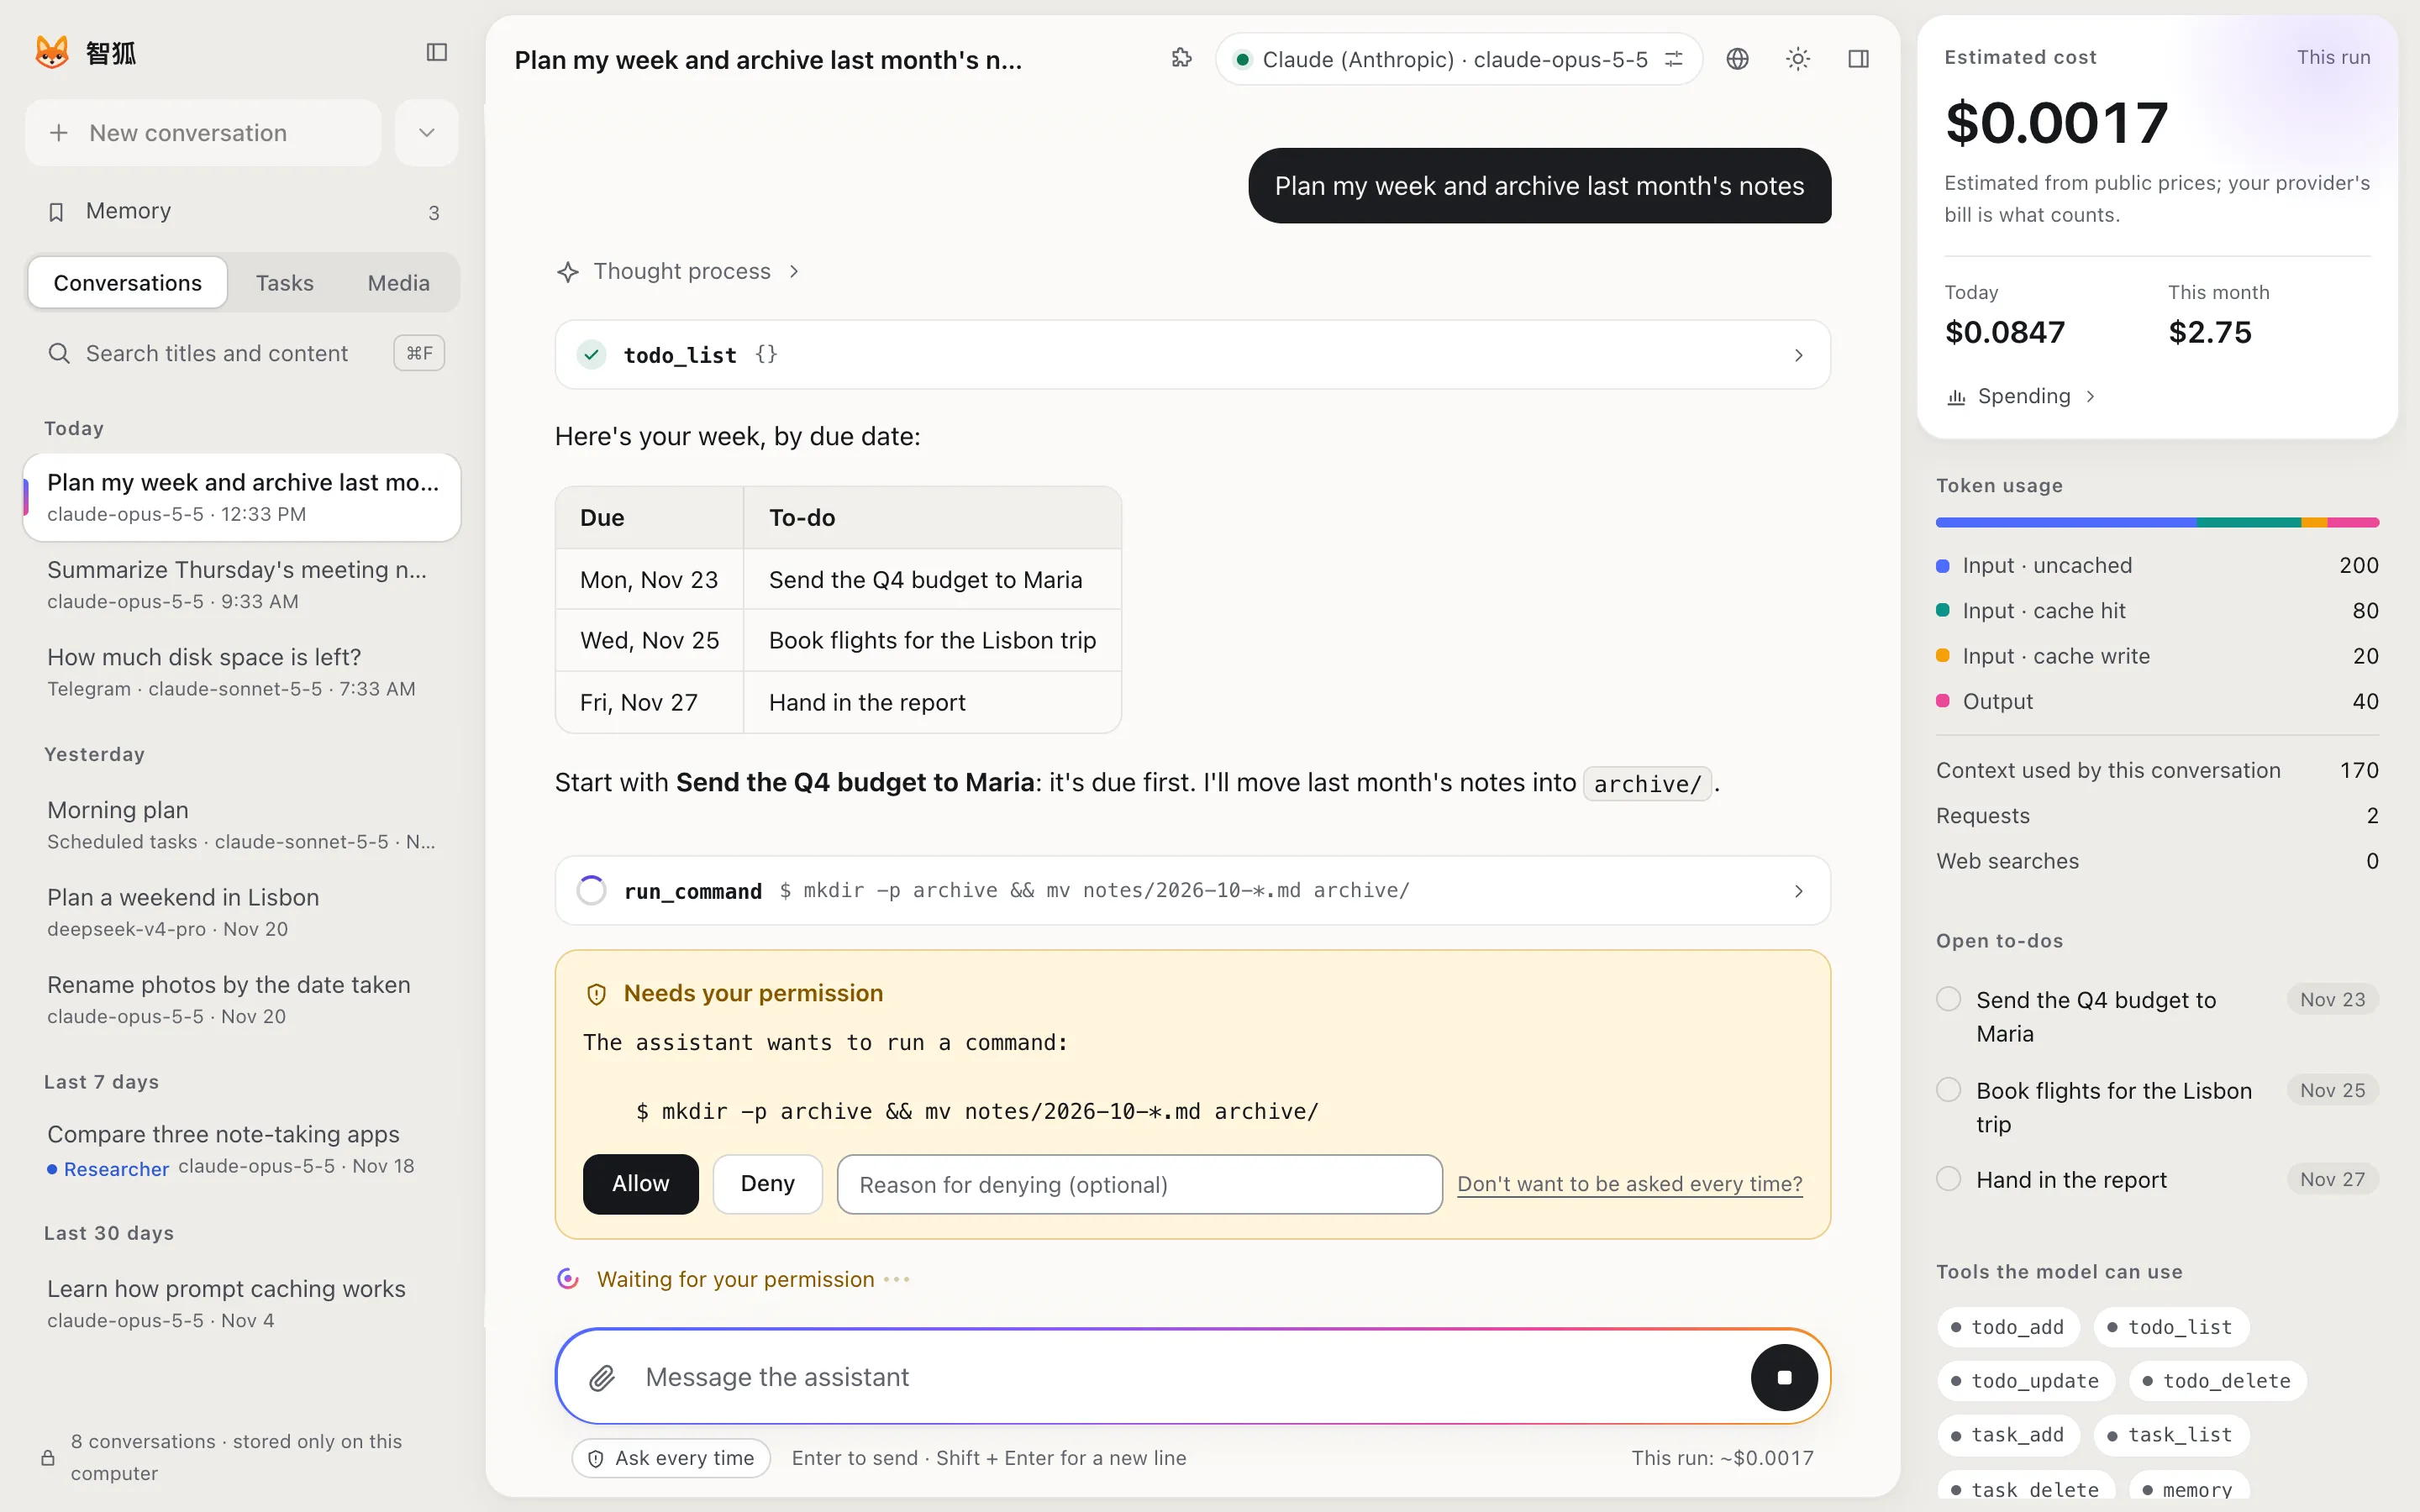 智狐
New conversation
Memory 3
Conversations Tasks Media
Search titles and content ⌘F
Today
Plan my week and archive last mo...
claude-opus-5-5 · 12:33 PM
Summarize Thursday's meeting n...
claude-opus-5-5 · 9:33 AM
How much disk space is left?
Telegram · claude-sonnet-5-5 · 7:33 AM
Yesterday
Morning plan
Scheduled tasks · claude-sonnet-5-5 · N...
Plan a weekend in Lisbon
deepseek-v4-pro · Nov 20
Rename photos by the date taken
claude-opus-5-5 · Nov 20
Last 7 days
Compare three note-taking apps
Researcher claude-opus-5-5 · Nov 18
Last 30 days
Learn how prompt caching works
claude-opus-5-5 · Nov 4
8 conversations · stored only on this
computer
Plan my week and archive last month's n...
Claude (Anthropic) · claude-opus-5-5
Plan my week and archive last month's notes
Thought process
todo_list {}
Here's your week, by due date:
Due To-do
Mon, Nov 23 Send the Q4 budget to Maria
Wed, Nov 25 Book flights for the Lisbon trip
Fri, Nov 27 Hand in the report
Start with Send the Q4 budget to Maria: it's due first. I'll move last month's notes into archive/.
run_command $ mkdir -p archive && mv notes/2026-10-*.md archive/
Needs your permission
The assistant wants to run a command:
$ mkdir -p archive && mv notes/2026-10-*.md archive/
Allow Deny Reason for denying (optional) Don't want to be asked every time?
Waiting for your permission
Message the assistant
Ask every time Enter to send · Shift + Enter for a new line This run: ~$0.0017
Estimated cost This run
$0.0017
Estimated from public prices; your provider's
bill is what counts.
Today This month
$0.0847 $2.75
Spending
Token usage
Input · uncached 200
Input · cache hit 80
Input · cache write 20
Output 40
Context used by this conversation 170
Requests 2
Web searches 0
Open to-dos
Send the Q4 budget to Nov 23
Maria
Book flights for the Lisbon Nov 25
trip
Hand in the report Nov 27
Tools the model can use
todo_add todo_list
todo_update todo_delete
task_add task_list
task_delete memory